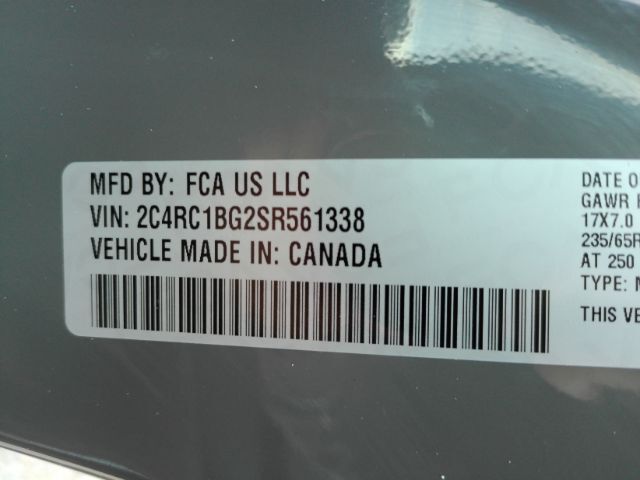 MFD BY: FCA US LLC
VIN: 2C4RC1BG2SR561338
VEHICLE MADE IN: CANADA
DATE O
GAWR
17X7.0
235/65R
AT 250
TYPE:
THIS VE